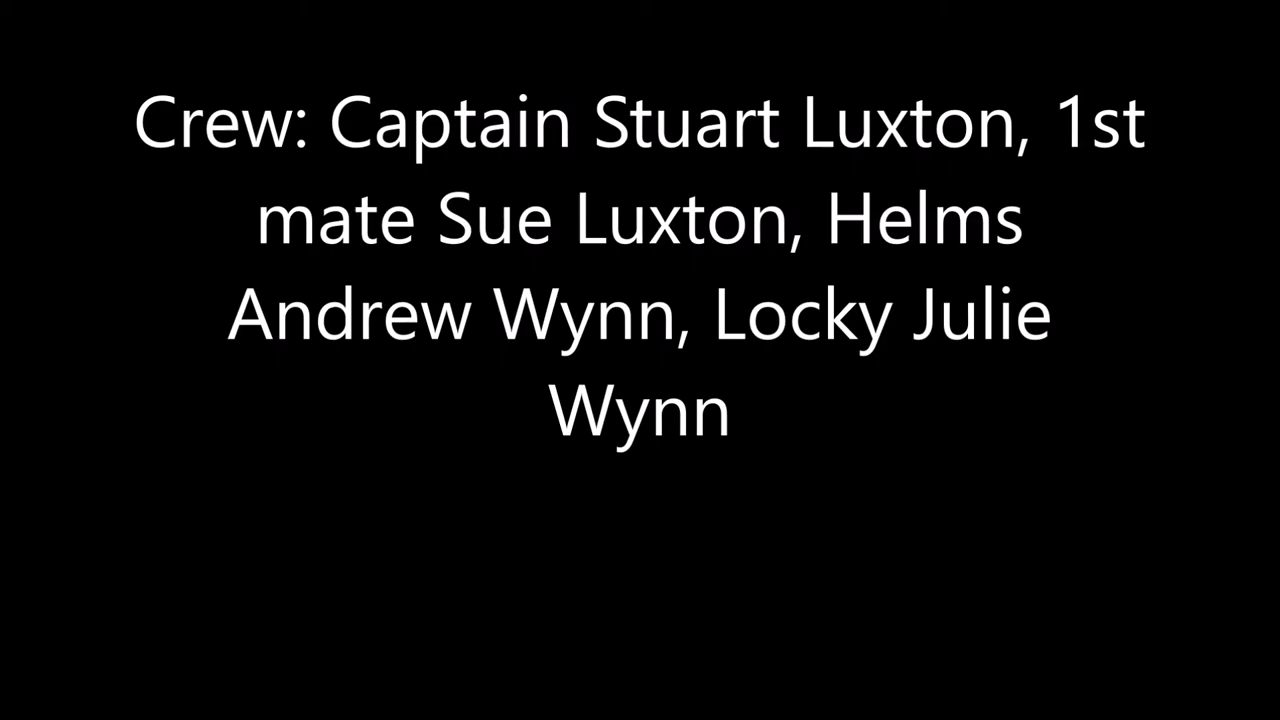 Crew: Captain Stuart Luxton, 1st
mate Sue Luxton, Helms
Andrew Wynn, Locky Julie
Wynn